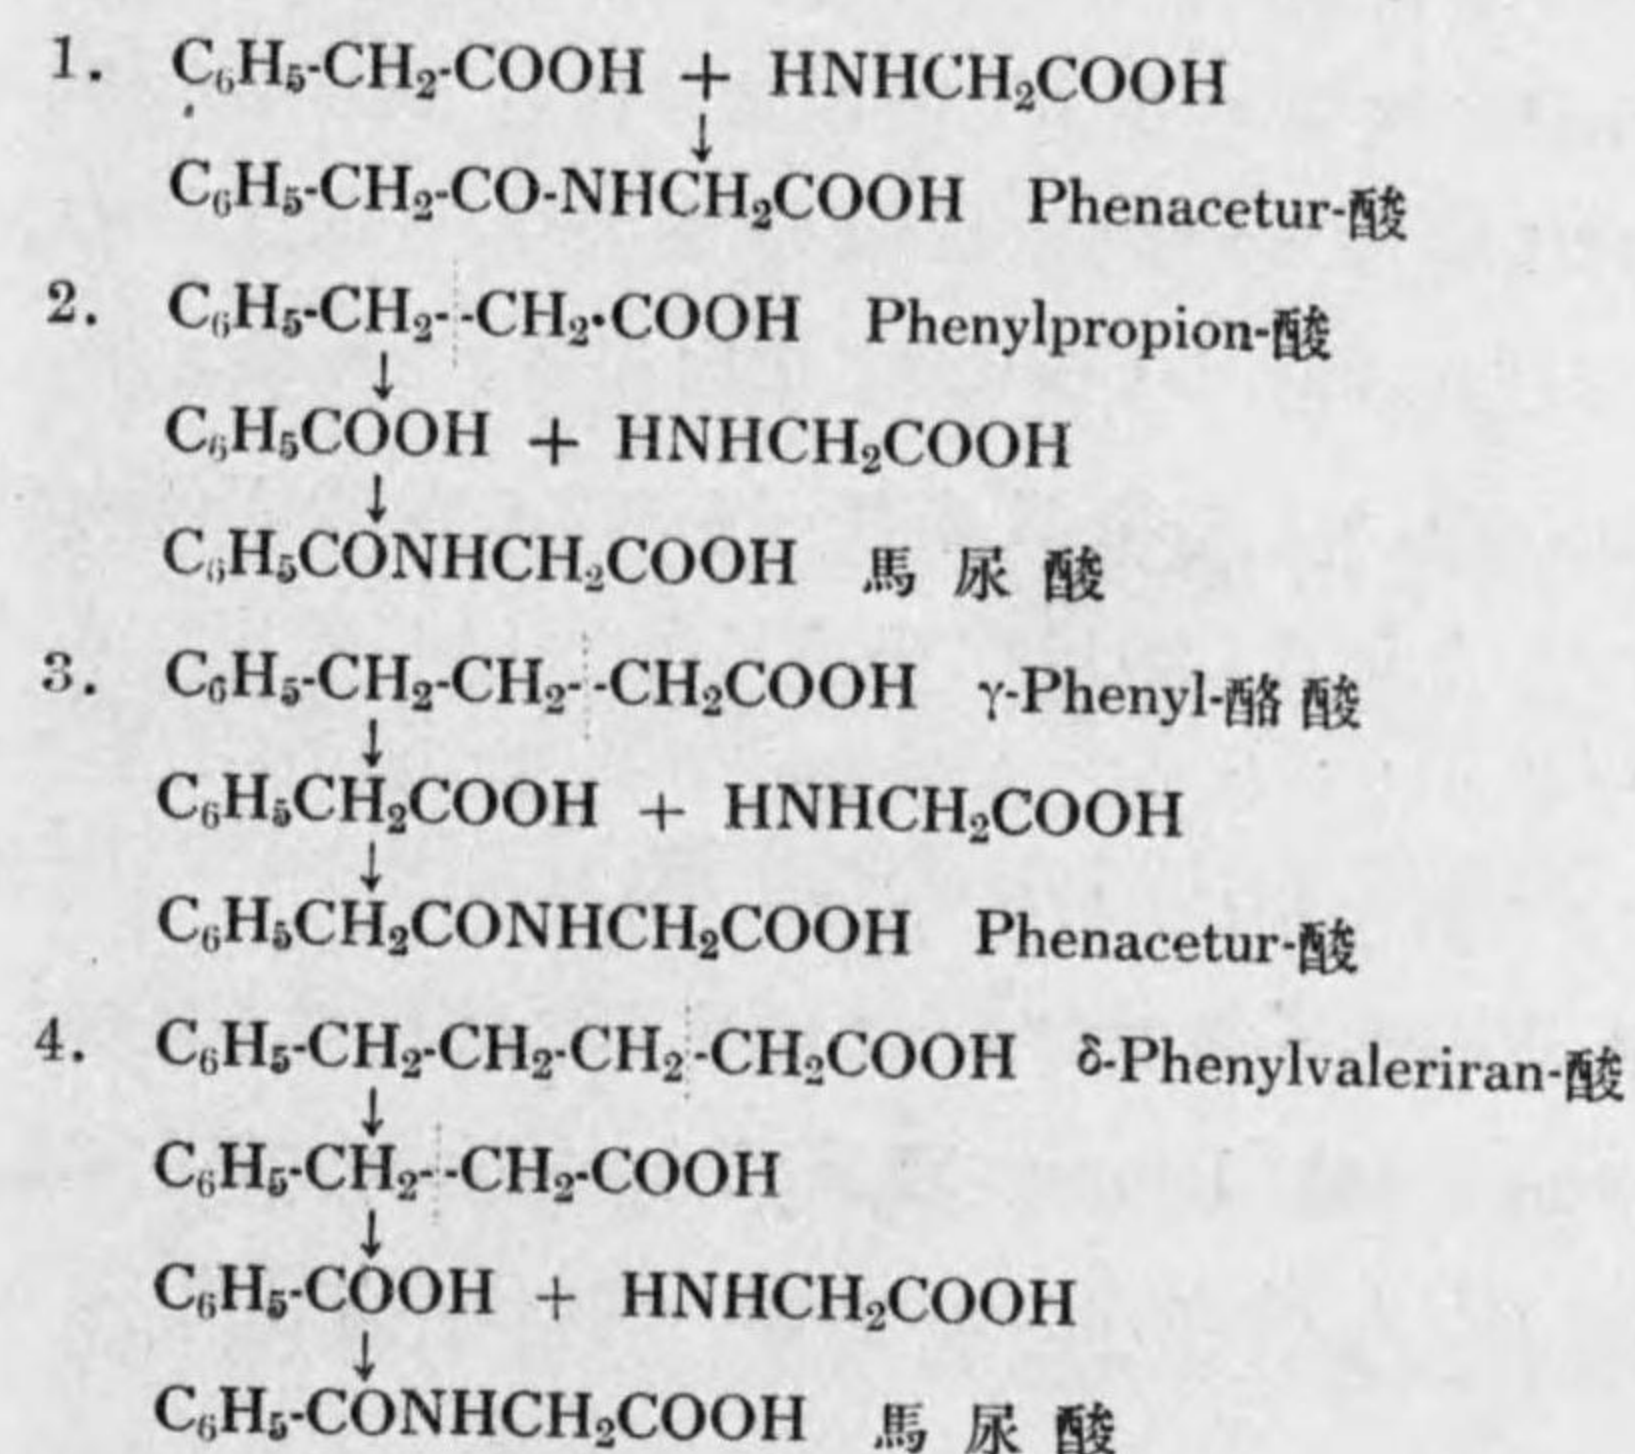 1. C₆H₅-CH₂-COOH + HNHCH₂COOH
↓
C₆H₅-CH₂-CO-NHCH₂COOH Phenacetur-酸
2. C₆H₅-CH₂--CH₂·COOH Phenylpropion-酸
↓
C₆H₅COOH + HNHCH₂COOH
↓
C₆H₅CONHCH₂COOH 馬尿酸
3. C₆H₅-CH₂-CH₂--CH₂COOH γ-Phenyl-酪酸
↓
C₆H₅CH₂COOH + HNHCH₂COOH
↓
C₆H₅CH₂CONHCH₂COOH Phenacetur-酸
4. C₆H₅-CH₂-CH₂-CH₂-CH₂COOH δ-Phenylvaleriran-酸
↓
C₆H₅-CH₂--CH₂-COOH
↓
C₆H₅-COOH + HNHCH₂COOH
↓
C₆H₅-CONHCH₂COOH 馬尿酸